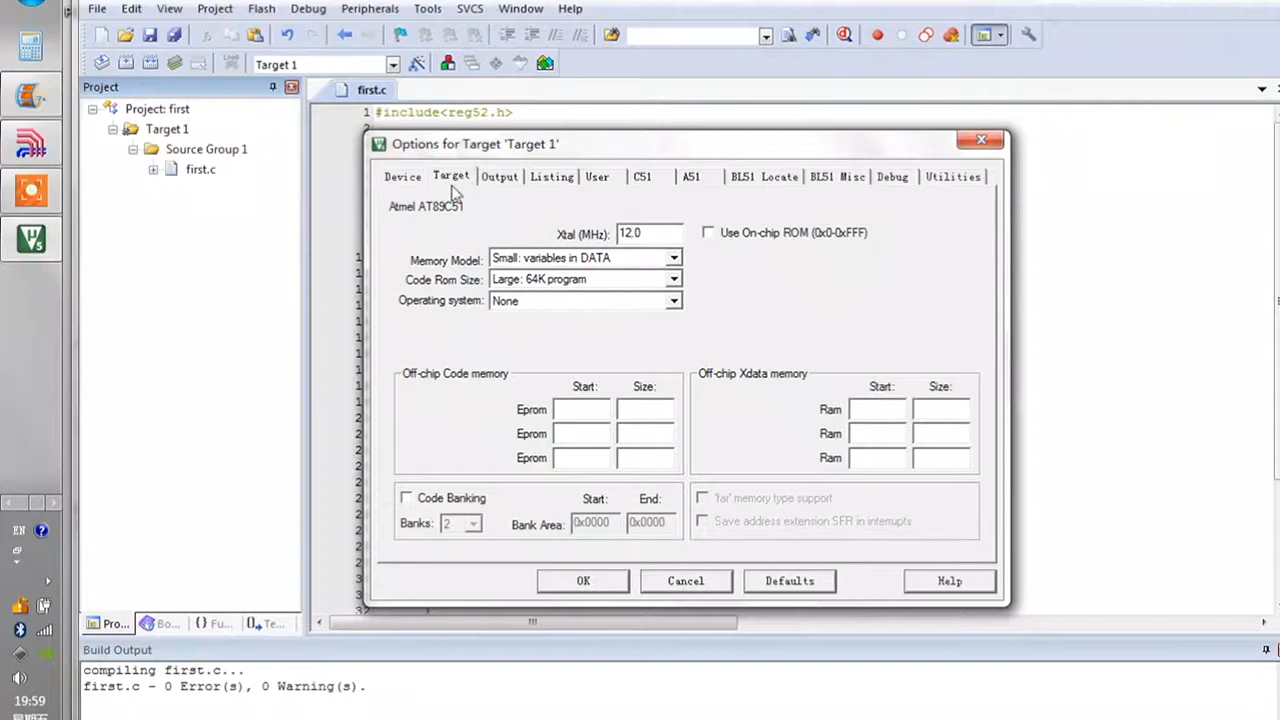 File Edit View Project Flash Debug Peripherals Tools SVCS Window Help
LOAD Target 1
Project
Project: first
Target 1
Source Group 1
first.c
first.c
1 #include<reg52.h>
2
Options for Target 'Target 1'
Device Target Output Listing User C51 A51 BL51 Locate BL51 Misc Debug Utilities
Atmel AT89C51
Xtal (MHz): 12.0 Use On-chip ROM (0x0-0xFFF)
Memory Model: Small: variables in DATA
Code Rom Size: Large: 64K program
Operating system: None
Off-chip Code memory
Start: Size:
Eprom
Eprom
Eprom
Off-chip Xdata memory
Start: Size:
Ram
Ram
Ram
Code Banking Start: End:
Banks: 2 Bank Area: 0x0000 0x0000
'far' memory type support
Save address extension SFR in interrupts
OK Cancel Defaults Help
Pro... Bo... {} Fu... Te...
Build Output
compiling first.c...
first.c - 0 Error(s), 0 Warning(s).
EN
19:59